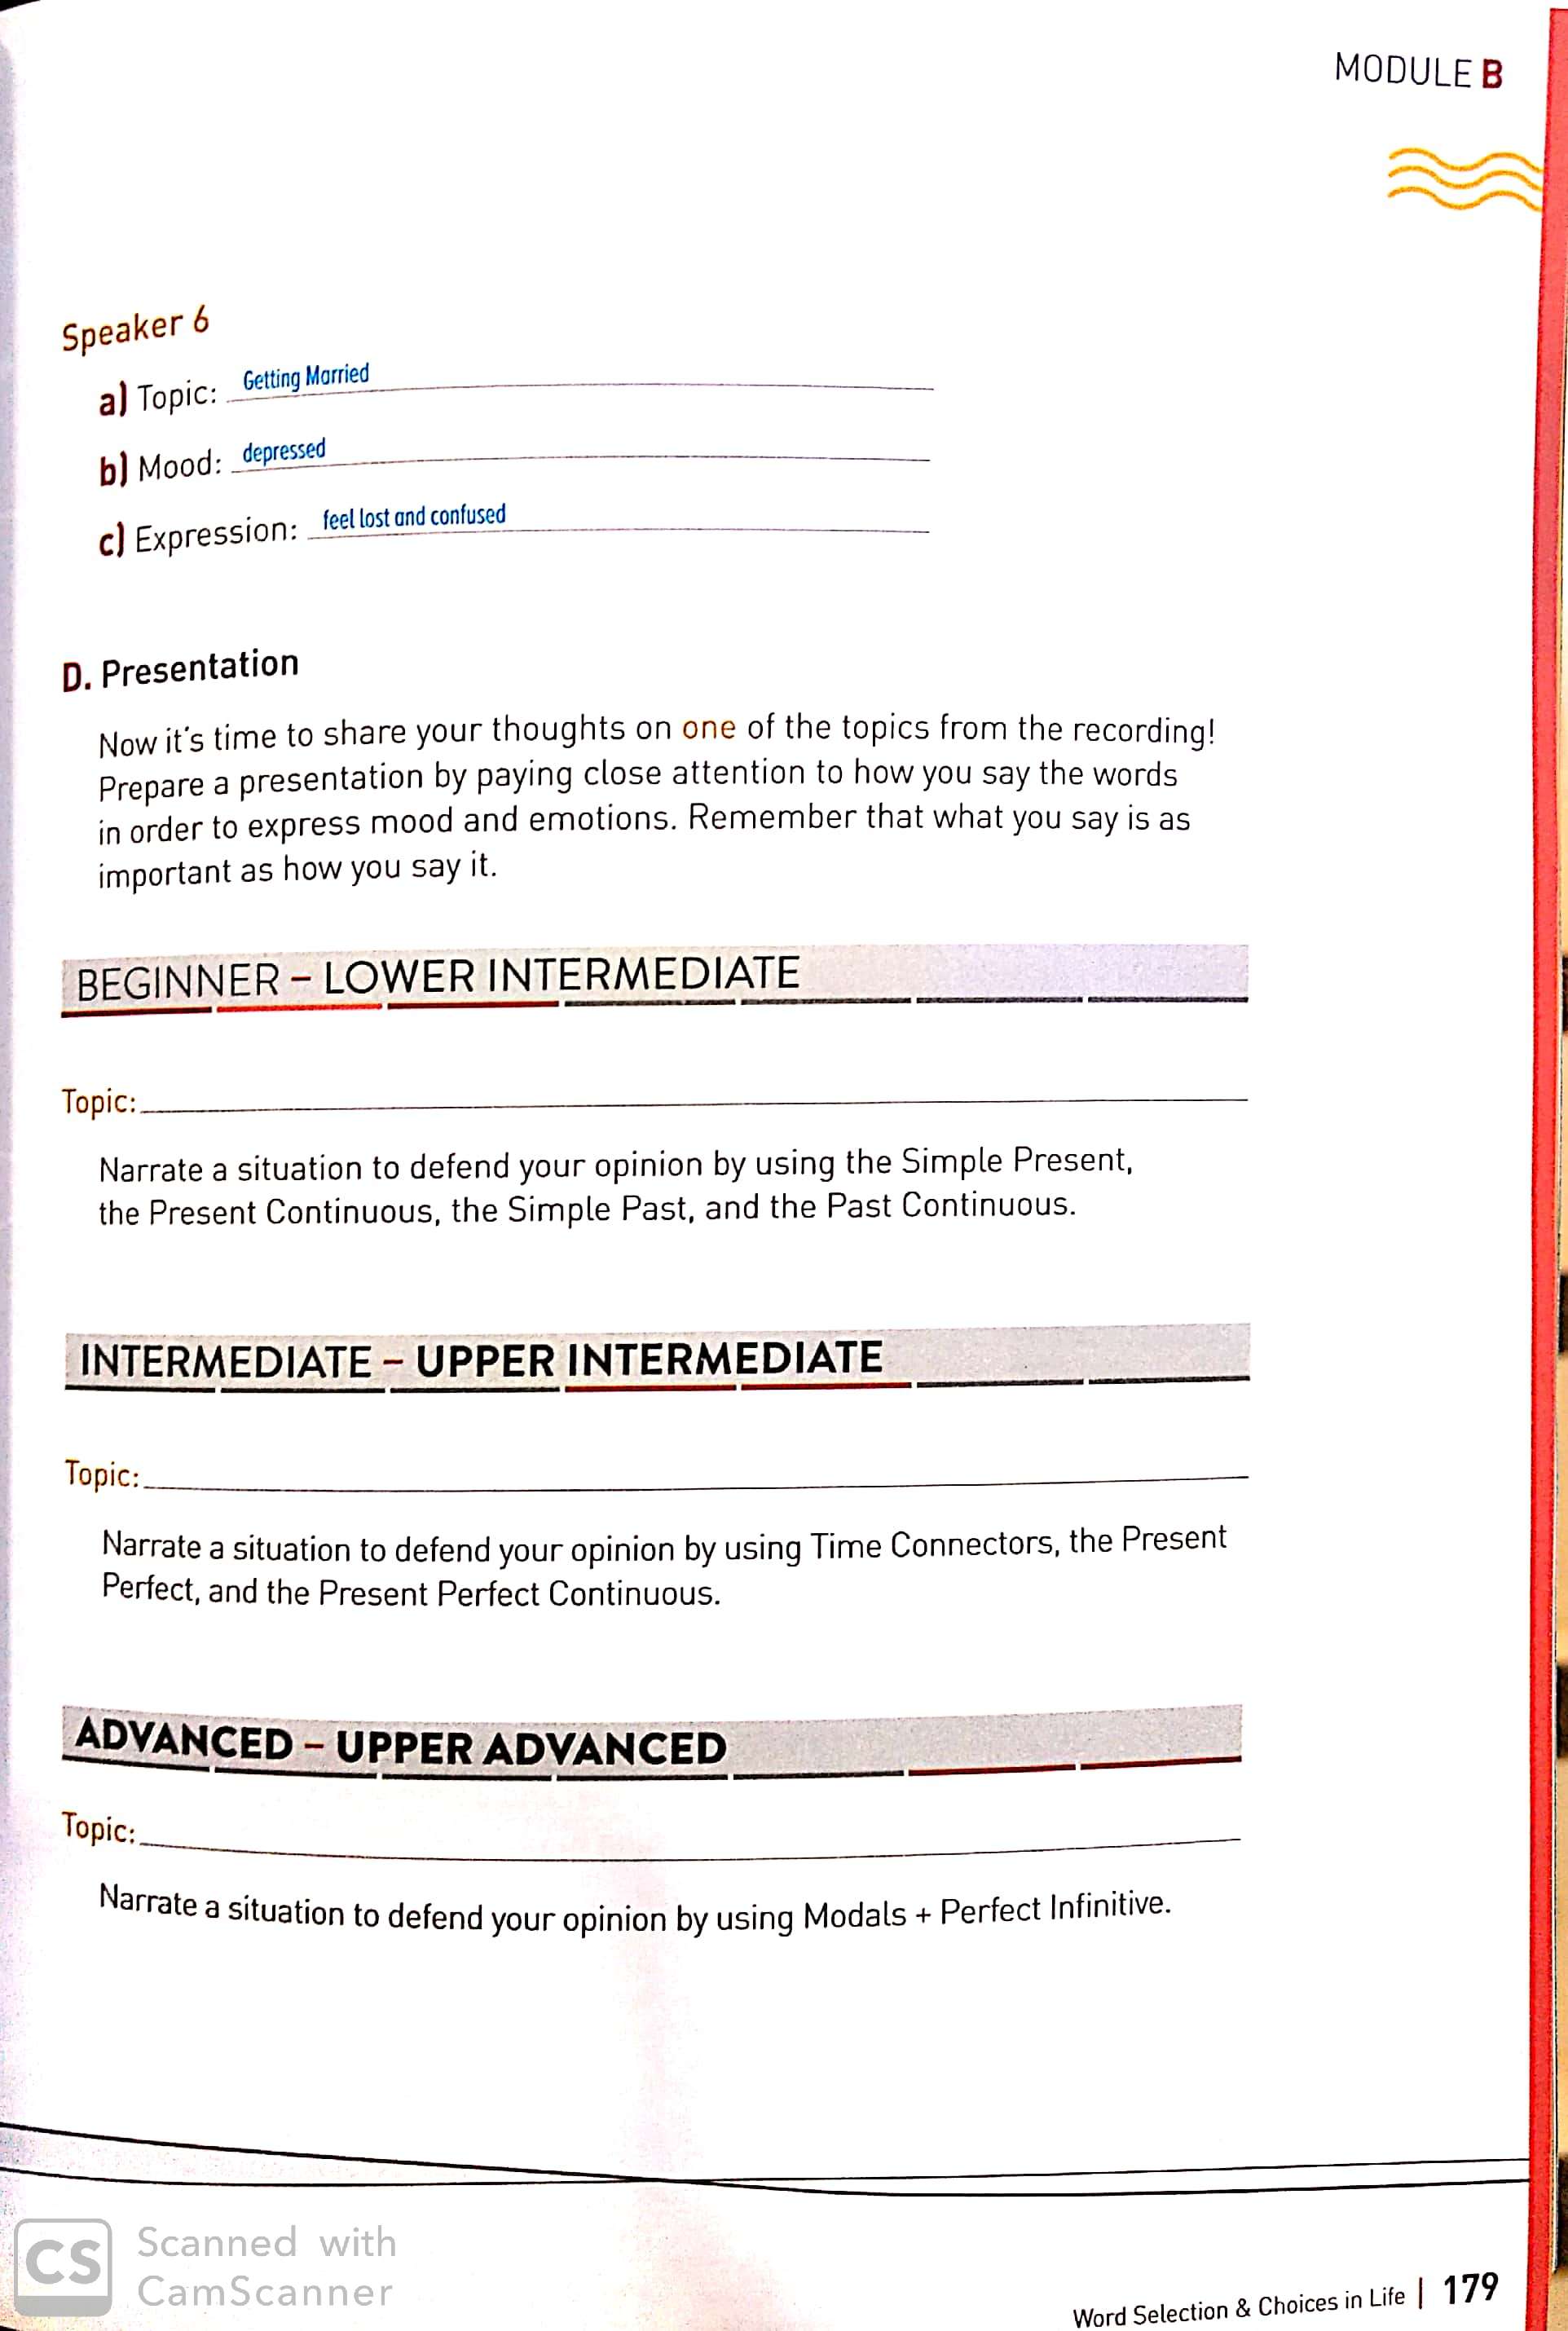 MODULE B
Speaker 6
a) Topic: Getting Married
b) Mood: depressed
c) Expression: feel lost and confused
D. Presentation
Now it's time to share your thoughts on one of the topics from the recording!
Prepare a presentation by paying close attention to how you say the words
in order to express mood and emotions. Remember that what you say is as
important as how you say it.
BEGINNER – LOWER INTERMEDIATE
Topic:
Narrate a situation to defend your opinion by using the Simple Present,
the Present Continuous, the Simple Past, and the Past Continuous.
INTERMEDIATE – UPPER INTERMEDIATE
Topic:
Narrate a situation to defend your opinion by using Time Connectors, the Present
Perfect, and the Present Perfect Continuous.
ADVANCED – UPPER ADVANCED
Topic:
Narrate a situation to defend your opinion by using Modals + Perfect Infinitive.
CS Scanned with
CamScanner
Word Selection & Choices in Life | 179